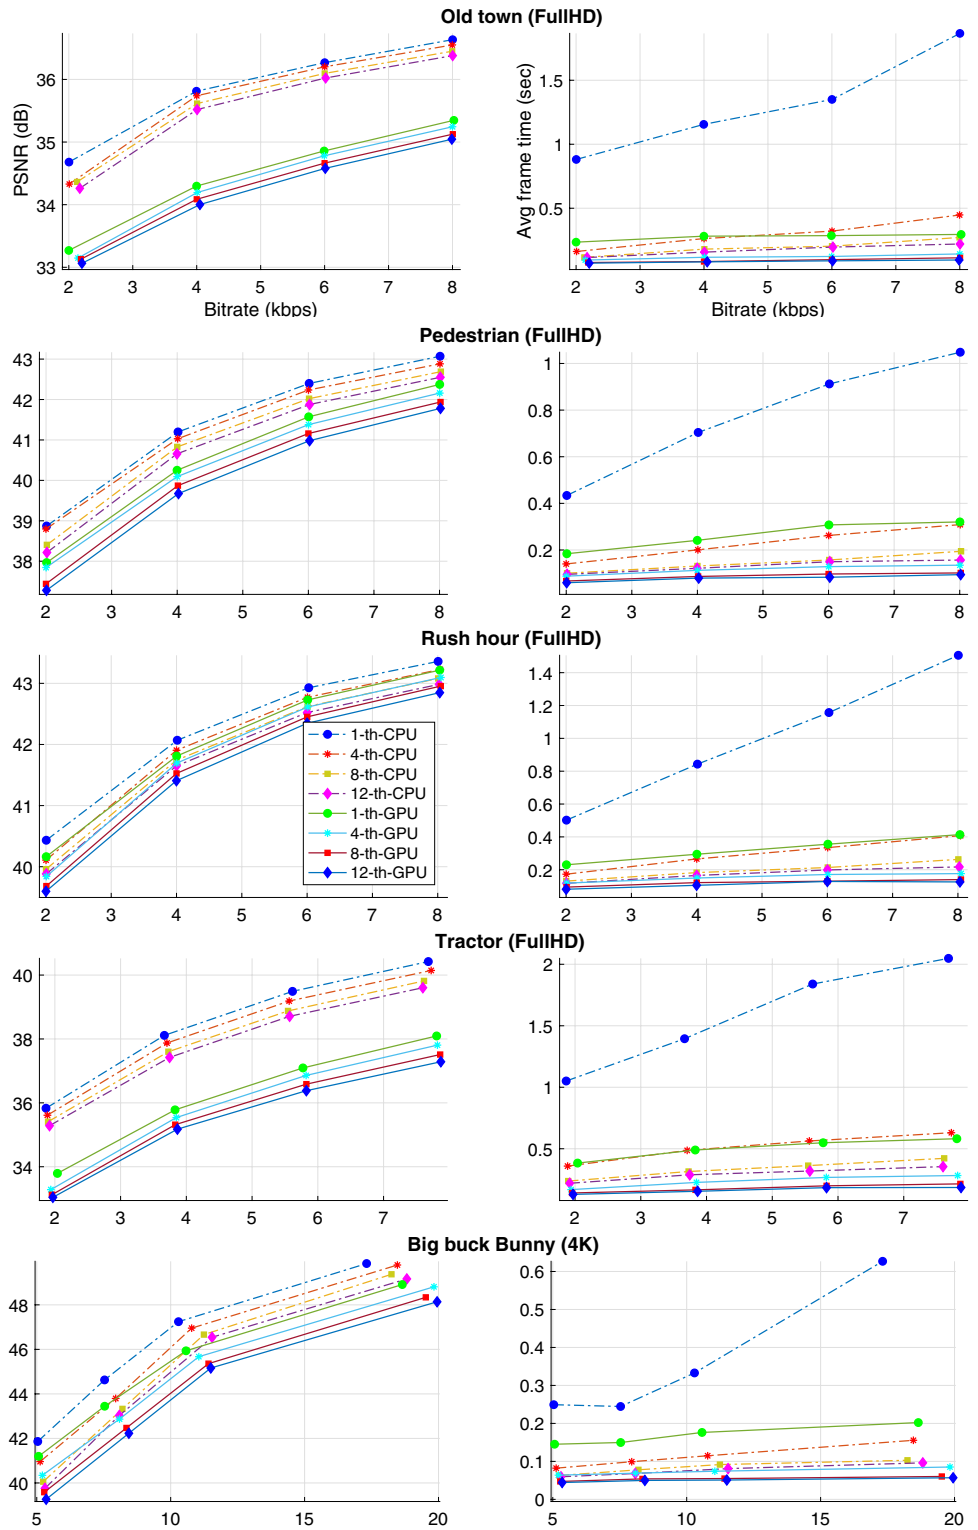 Old town (FullHD)
PSNR (dB)
36
35
34
33
2 3 4 5 6 7 8
Bitrate (kbps)
Avg frame time (sec)
1.5
1
0.5
2 3 4 5 6 7 8
Bitrate (kbps)
Pedestrian (FullHD)
43
42
41
40
39
38
2 3 4 5 6 7 8
1
0.8
0.6
0.4
0.2
2 3 4 5 6 7 8
Rush hour (FullHD)
43
42
41
40
2 3 4 5 6 7 8
1-th-CPU
4-th-CPU
8-th-CPU
12-th-CPU
1-th-GPU
4-th-GPU
8-th-GPU
12-th-GPU
1.4
1.2
1
0.8
0.6
0.4
0.2
2 3 4 5 6 7 8
Tractor (FullHD)
40
38
36
34
2 3 4 5 6 7
2
1.5
1
0.5
2 3 4 5 6 7
Big buck Bunny (4K)
48
46
44
42
40
5 10 15 20
0.6
0.5
0.4
0.3
0.2
0.1
0
5 10 15 20